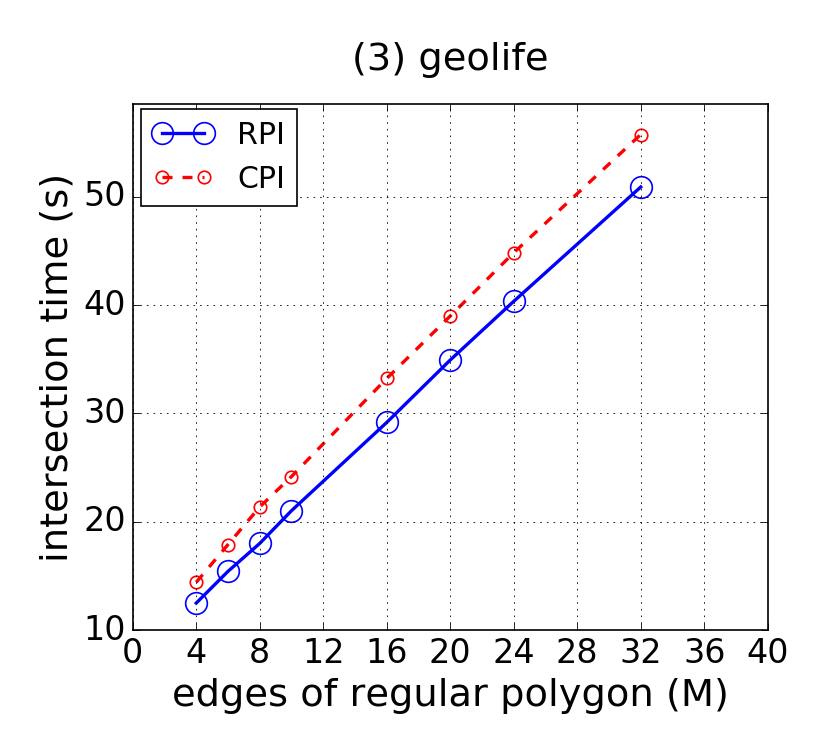 (3) geolife
RPI
CPI
intersection time (s)
50
40
30
20
10
0 4 8 12 16 20 24 28 32 36 40
edges of regular polygon (M)